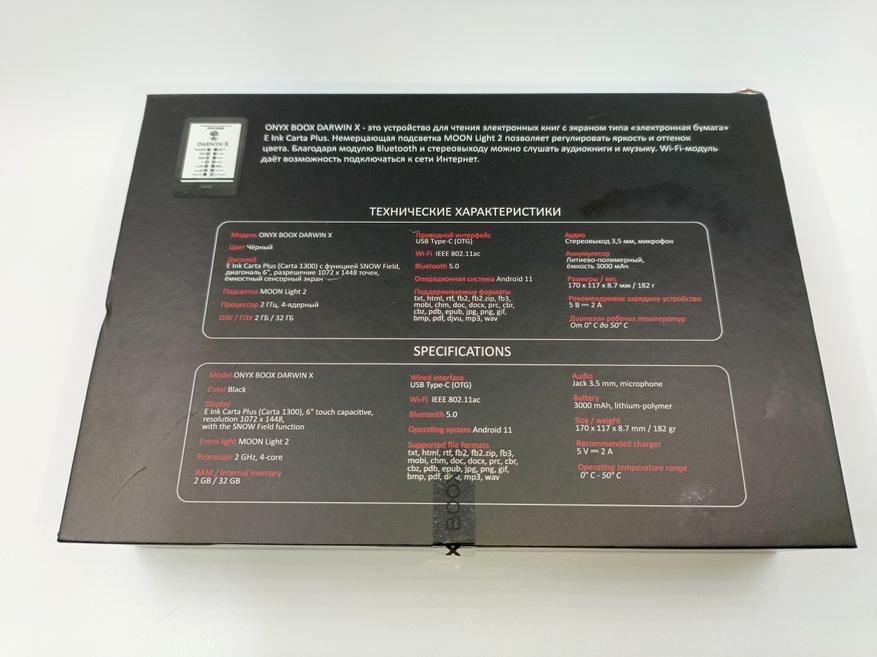 ONYX BOOX DARWIN X - это устройство для чтения электронных книг с экраном типа «электронная бумага»
E Ink Carta Plus. Немерцающая подсветка MOON Light 2 позволяет регулировать яркость и оттенок
цвета. Благодаря модулю Bluetooth и стереовыходу можно слушать аудиокниги и музыку. Wi-Fi-модуль
даёт возможность подключаться к сети Интернет.
DARWIN X
ТЕХНИЧЕСКИЕ ХАРАКТЕРИСТИКИ
Модель ONYX BOOX DARWIN X
Цвет Чёрный
Дисплей
E Ink Carta Plus (Carta 1300) с функцией SNOW Field,
диагональ 6", разрешение 1072 x 1448 точек,
ёмкостный сенсорный экран
Подсветка MOON Light 2
Процессор 2 ГГц, 4-ядерный
ОЗУ / ПЗУ 2 ГБ / 32 ГБ
Проводной интерфейс
USB Type-C (OTG)
Wi-Fi IEEE 802.11ac
Bluetooth 5.0
Операционная система Android 11
Поддерживаемые форматы
txt, html, rtf, fb2, fb2.zip, fb3,
mobi, chm, doc, docx, prc, cbr,
cbz, pdb, epub, jpg, png, gif,
bmp, pdf, djvu, mp3, wav
Аудио
Стереовыход 3,5 мм, микрофон
Аккумулятор
Литиево-полимерный,
ёмкость 3000 мАч
Размеры / вес
170 x 117 x 8.7 мм / 182 г
Рекомендуемое зарядное устройство
5 В ⎓ 2 А
Диапазон рабочих температур
От 0° С до 50° С
SPECIFICATIONS
Model ONYX BOOX DARWIN X
Color Black
Display
E Ink Carta Plus (Carta 1300), 6" touch capacitive,
resolution 1072 x 1448,
with the SNOW Field function
Front light MOON Light 2
Processor 2 GHz, 4-core
RAM / Internal memory
2 GB / 32 GB
Wired interface
USB Type-C (OTG)
Wi-Fi IEEE 802.11ac
Bluetooth 5.0
Operating system Android 11
Supported file formats
txt, html, rtf, fb2, fb2.zip, fb3,
mobi, chm, doc, docx, prc, cbr,
cbz, pdb, epub, jpg, png, gif,
bmp, pdf, djvu, mp3, wav
Audio
Jack 3.5 mm, microphone
Battery
3000 mAh, lithium-polymer
Size / weight
170 x 117 x 8.7 mm / 182 gr
Recommended charger
5 V ⎓ 2 A
Operating temperature range
0° C - 50° C
X BOOX